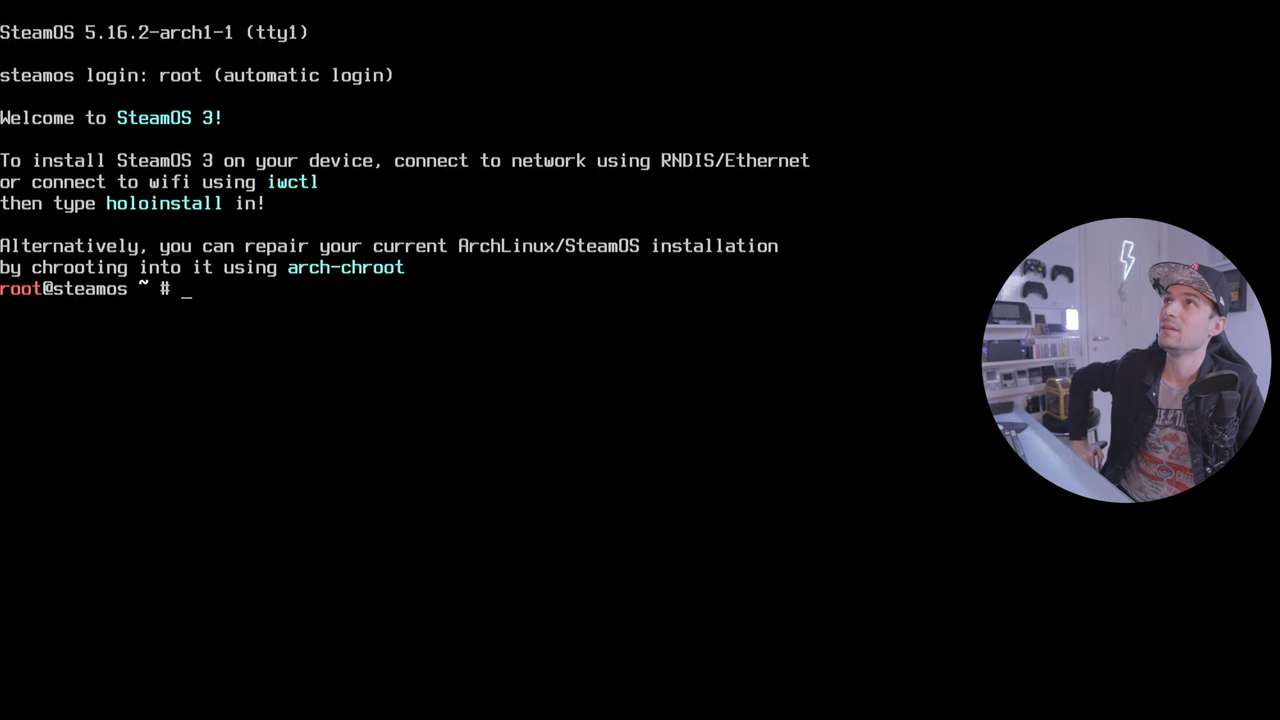 SteamOS 5.16.2-arch1-1 (tty1)
steamos login: root (automatic login)
Welcome to SteamOS 3!
To install SteamOS 3 on your device, connect to network using RNDIS/Ethernet
or connect to wifi using iwctl
then type holoinstall in!
Alternatively, you can repair your current ArchLinux/SteamOS installation
by chrooting into it using arch-chroot
root@steamos ~ # _